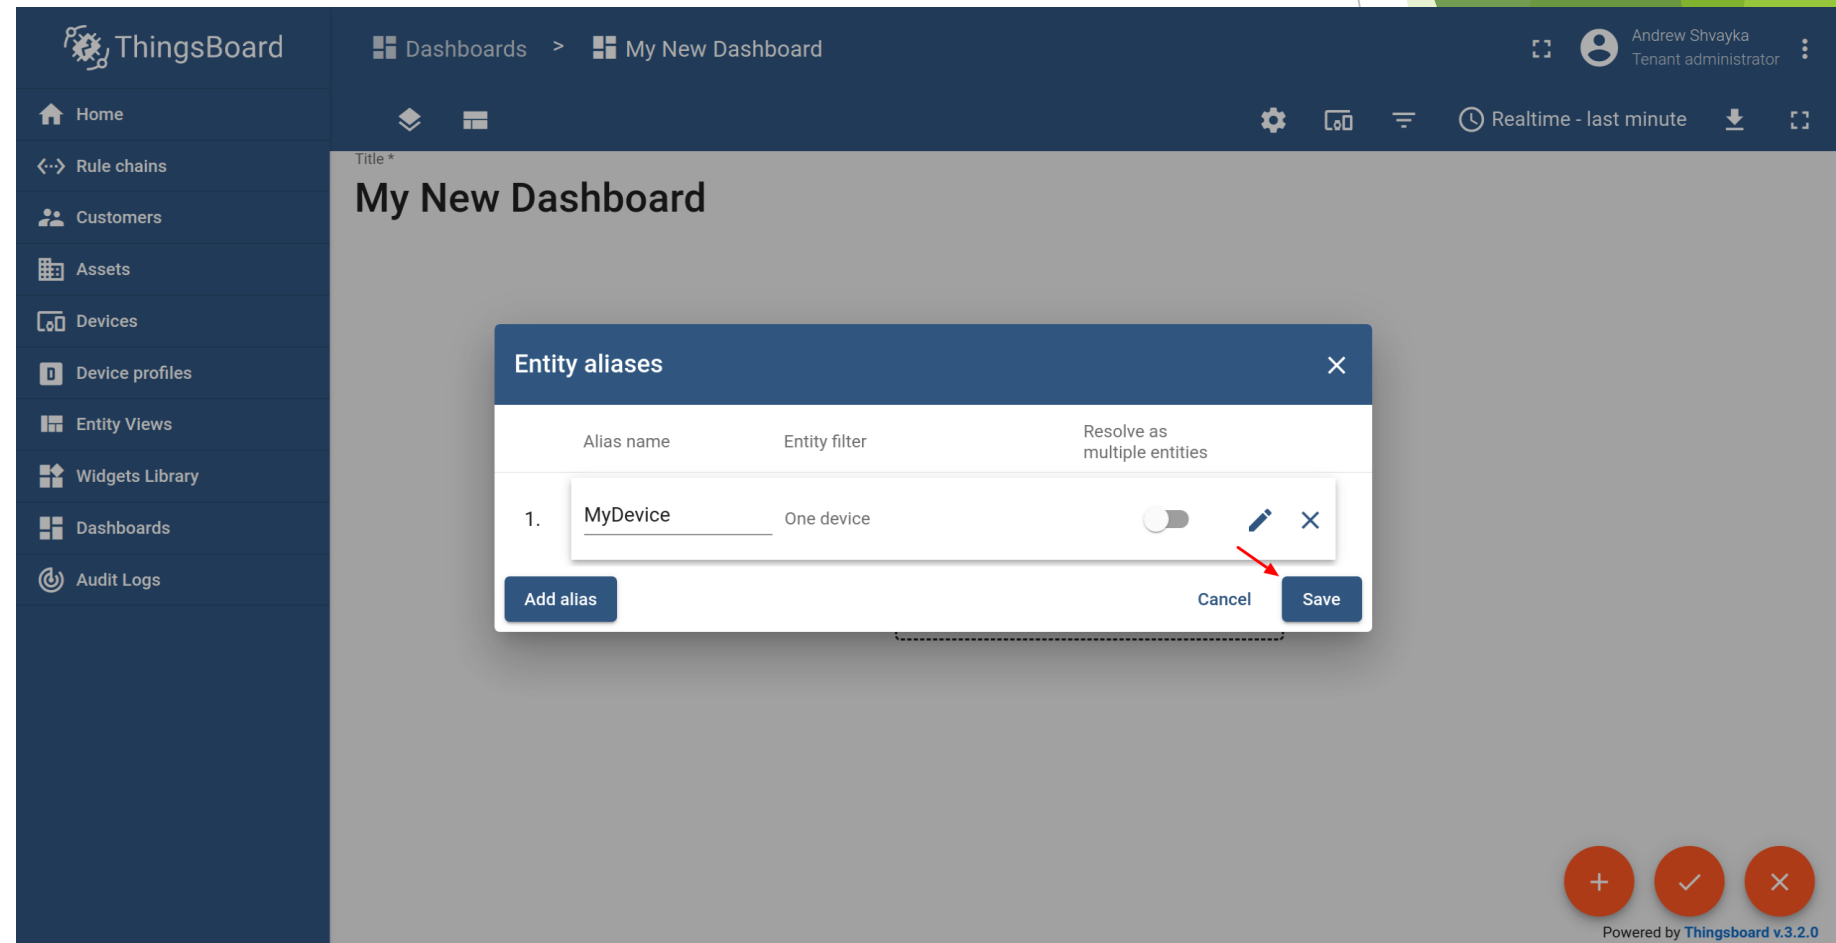 ThingsBoard
Dashboards > My New Dashboard
Andrew Shvayka
Tenant administrator
Realtime - last minute
Home
Rule chains
Customers
Assets
Devices
Device profiles
Entity Views
Widgets Library
Dashboards
Audit Logs
Title *
My New Dashboard
Entity aliases
Alias name
Entity filter
Resolve as
multiple entities
1.
MyDevice
One device
Add alias
Cancel
Save
Powered by Thingsboard v.3.2.0